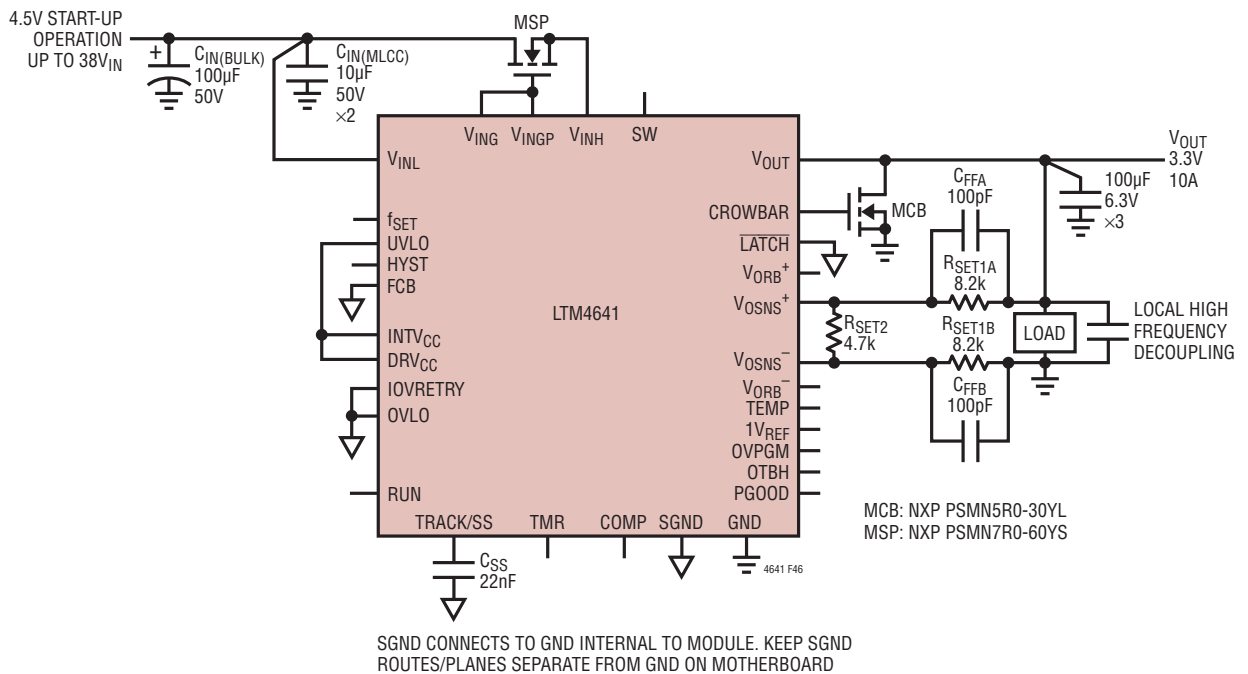 4.5V START-UP
OPERATION
UP TO 38VIN
+
CIN(BULK)
100µF
50V
CIN(MLCC)
10µF
50V
×2
MSP
VING
VINGP
VINH
SW
VINL
fSET
UVLO
HYST
FCB
INTVCC
DRVCC
IOVRETRY
OVLO
RUN
LTM4641
VOUT
CROWBAR
LATCH
VORB+
VOSNS+
VOSNS–
VORB–
TEMP
1VREF
OVPGM
OTBH
PGOOD
TRACK/SS
TMR
COMP
SGND
GND
CSS
22nF
MCB
RSET2
4.7k
CFFA
100pF
RSET1A
8.2k
RSET1B
8.2k
CFFB
100pF
VOUT
3.3V
10A
100µF
6.3V
×3
LOAD
LOCAL HIGH
FREQUENCY
DECOUPLING
MCB: NXP PSMN5R0-30YL
MSP: NXP PSMN7R0-60YS
4641 F46
SGND CONNECTS TO GND INTERNAL TO MODULE. KEEP SGND
ROUTES/PLANES SEPARATE FROM GND ON MOTHERBOARD